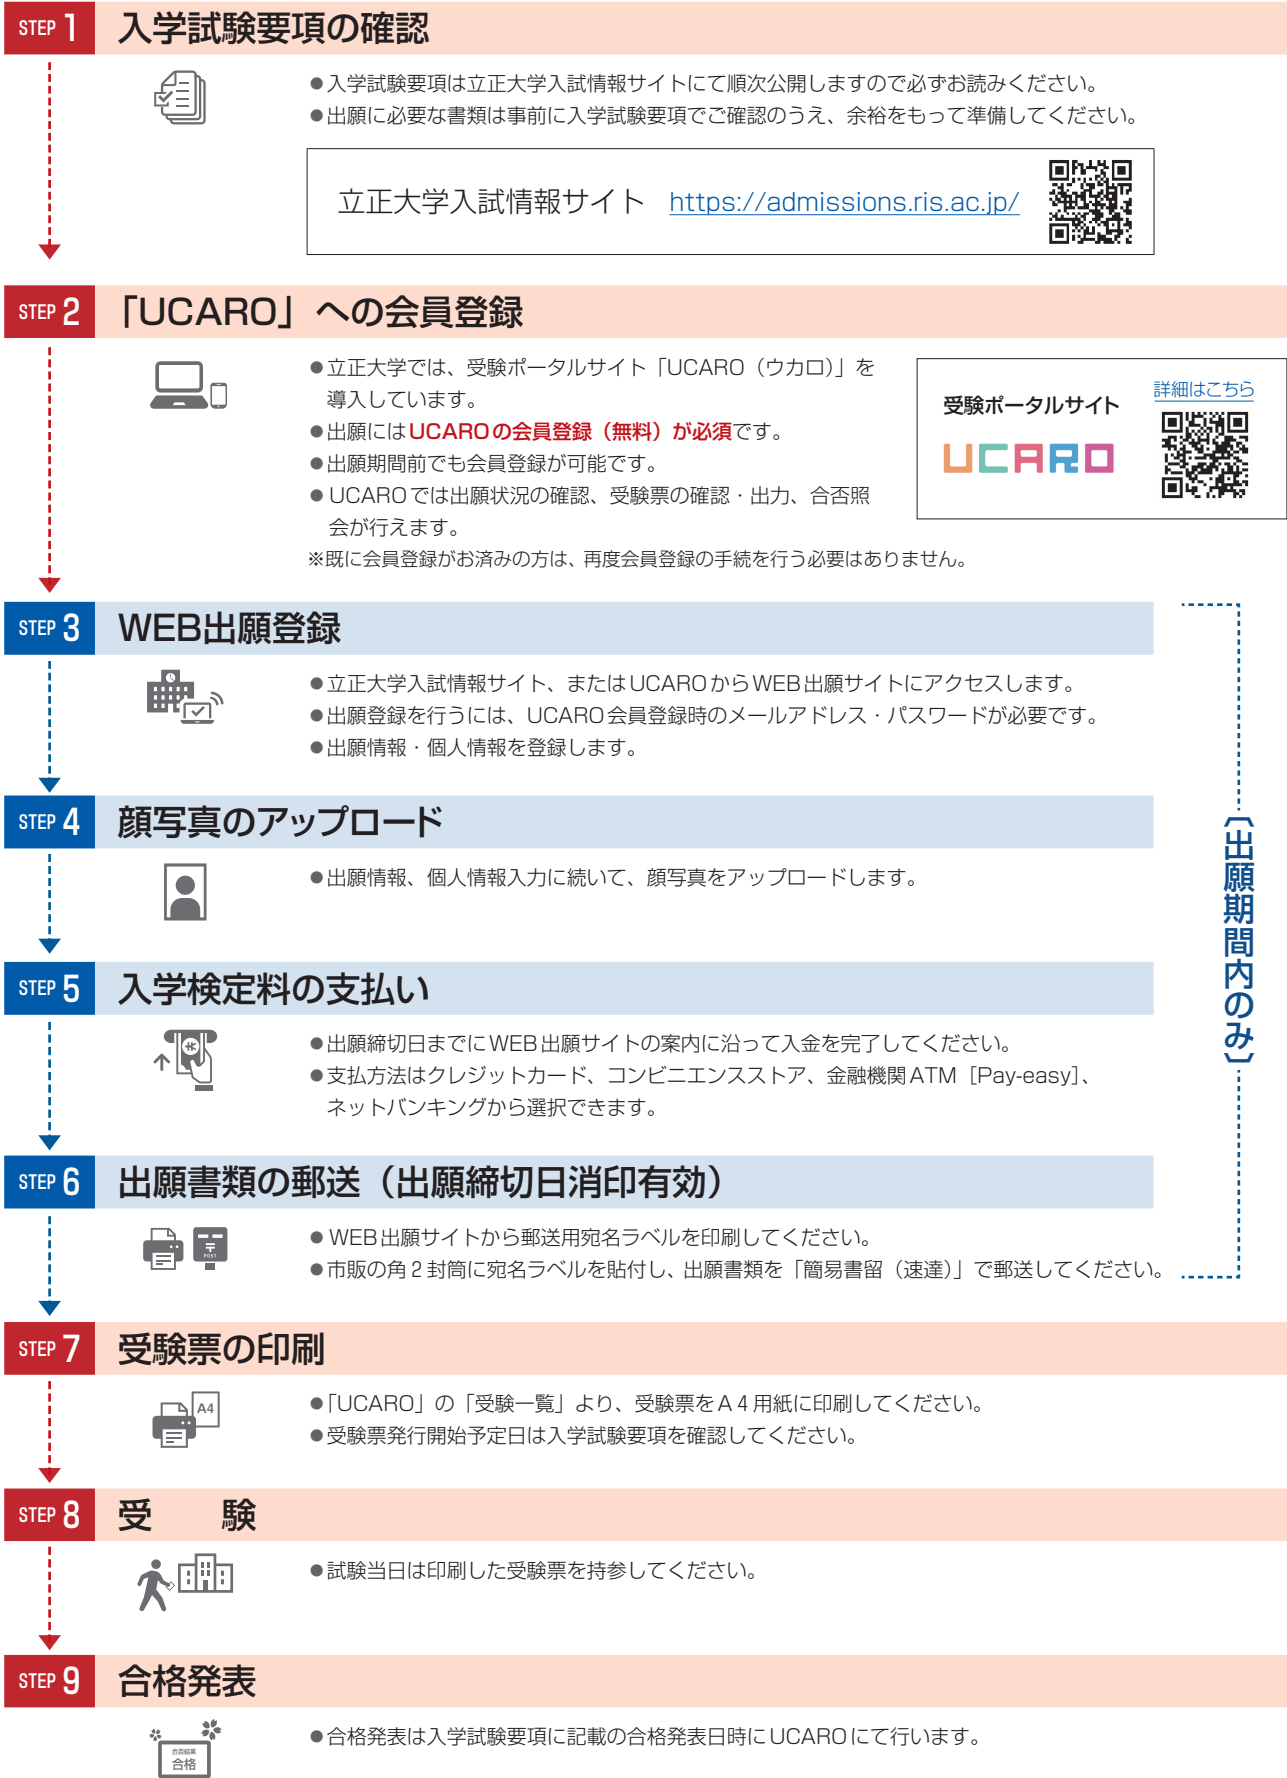 STEP 1 入学試験要項の確認
●入学試験要項は立正大学入試情報サイトにて順次公開しますので必ずお読みください。
●出願に必要な書類は事前に入学試験要項でご確認のうえ、余裕をもって準備してください。
立正大学入試情報サイト https://admissions.ris.ac.jp/
STEP 2 「UCARO」への会員登録
●立正大学では、受験ポータルサイト「UCARO（ウカロ）」を
導入しています。
●出願にはUCAROの会員登録（無料）が必須です。
●出願期間前でも会員登録が可能です。
●UCAROでは出願状況の確認、受験票の確認・出力、合否照
会が行えます。
※既に会員登録がお済みの方は、再度会員登録の手続を行う必要はありません。
受験ポータルサイト
UCARO
詳細はこちら
STEP 3 WEB出願登録
●立正大学入試情報サイト、またはUCAROからWEB出願サイトにアクセスします。
●出願登録を行うには、UCARO会員登録時のメールアドレス・パスワードが必要です。
●出願情報・個人情報を登録します。
STEP 4 顔写真のアップロード
●出願情報、個人情報入力に続いて、顔写真をアップロードします。
STEP 5 入学検定料の支払い
●出願締切日までにWEB出願サイトの案内に沿って入金を完了してください。
●支払方法はクレジットカード、コンビニエンスストア、金融機関ATM［Pay-easy］、
ネットバンキングから選択できます。
STEP 6 出願書類の郵送（出願締切日消印有効）
POST
●WEB出願サイトから郵送用宛名ラベルを印刷してください。
●市販の角2封筒に宛名ラベルを貼付し、出願書類を「簡易書留（速達）」で郵送してください。
〔出願期間内のみ〕
STEP 7 受験票の印刷
A4
●「UCARO」の「受験一覧」より、受験票をA4用紙に印刷してください。
●受験票発行開始予定日は入学試験要項を確認してください。
STEP 8 受　　験
●試験当日は印刷した受験票を持参してください。
STEP 9 合格発表
合否結果
合格
●合格発表は入学試験要項に記載の合格発表日時にUCAROにて行います。